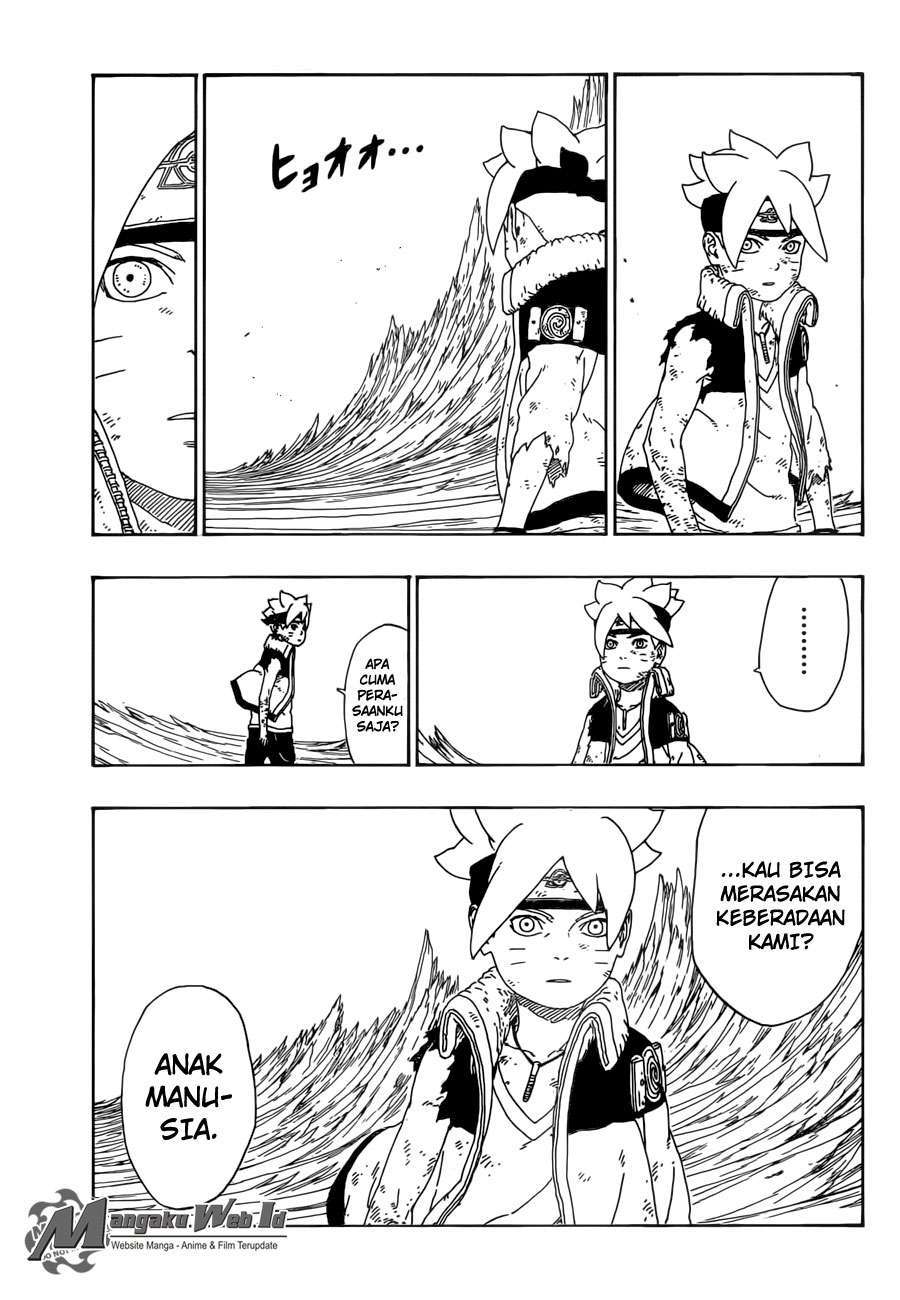 ヒョオオ...
.........
APA
CUMA
PERA-
SAANKU
SAJA?
...KAU BISA
MERASAKAN
KEBERADAAN
KAMI?
ANAK
MANU-
SIA.
Mangaku.Web.Id
Website Manga - Anime & Film Terupdate